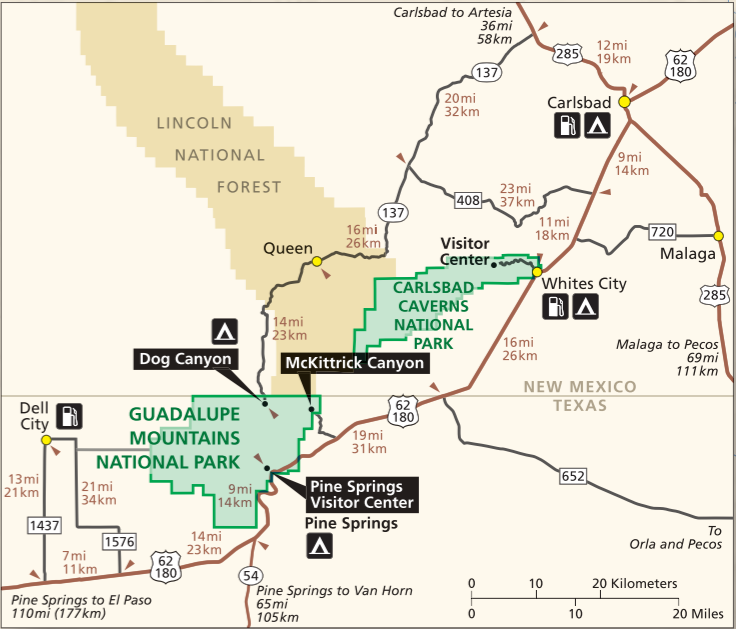 Carlsbad to Artesia
36mi
58km
285
12mi
19km
62
180
137
20mi
32km
Carlsbad
LINCOLN
NATIONAL
FOREST
9mi
14km
408
23mi
37km
137
16mi
26km
11mi
18km
720
Malaga
Queen
Visitor
Center
Whites City
CARLSBAD
CAVERNS
NATIONAL
PARK
285
14mi
23km
16mi
26km
Malaga to Pecos
69mi
111km
Dog Canyon
McKittrick Canyon
NEW MEXICO
TEXAS
Dell
City
GUADALUPE
MOUNTAINS
NATIONAL PARK
62
180
19mi
31km
13mi
21km
21mi
34km
9mi
14km
Pine Springs
Visitor Center
Pine Springs
652
1437
1576
14mi
23km
7mi
11km
62
180
54
To
Orla and Pecos
Pine Springs to El Paso
110mi (177km)
Pine Springs to Van Horn
65mi
105km
0 10 20 Kilometers
0 10 20 Miles